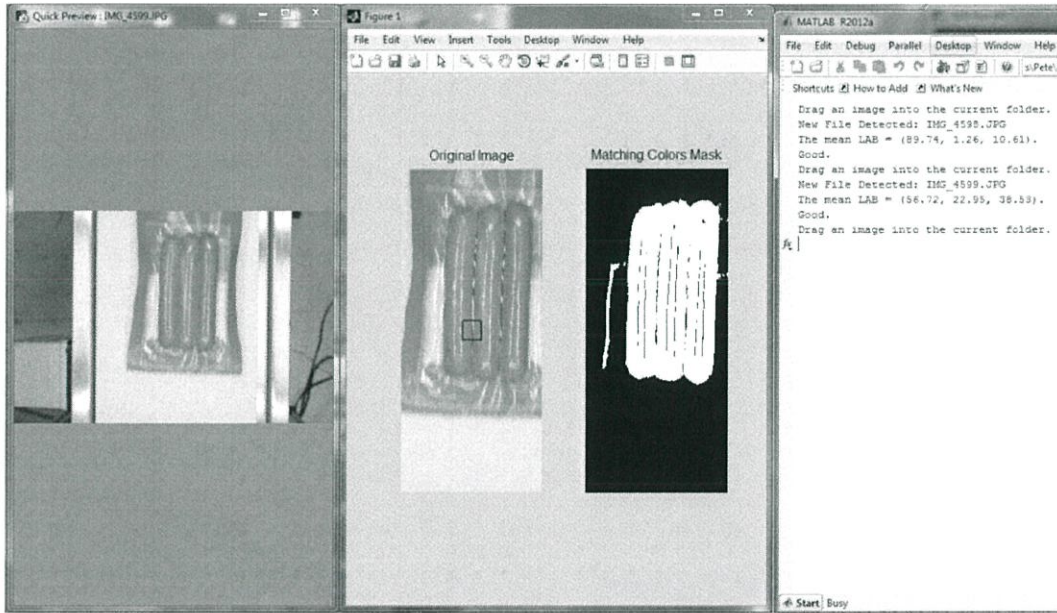 Quick Preview : IMG_4599.JPG
Figure 1
File Edit View Insert Tools Desktop Window Help
Original Image
Matching Colors Mask
MATLAB R2012a
File Edit Debug Parallel Desktop Window Help
s\Pete\
Shortcuts How to Add What's New
Drag an image into the current folder.
New File Detected: IMG_4598.JPG
The mean LAB = (89.74, 1.26, 10.61).
Good.
Drag an image into the current folder.
New File Detected: IMG_4599.JPG
The mean LAB = (56.72, 22.95, 38.53).
Good.
Drag an image into the current folder.
fx
Start Busy